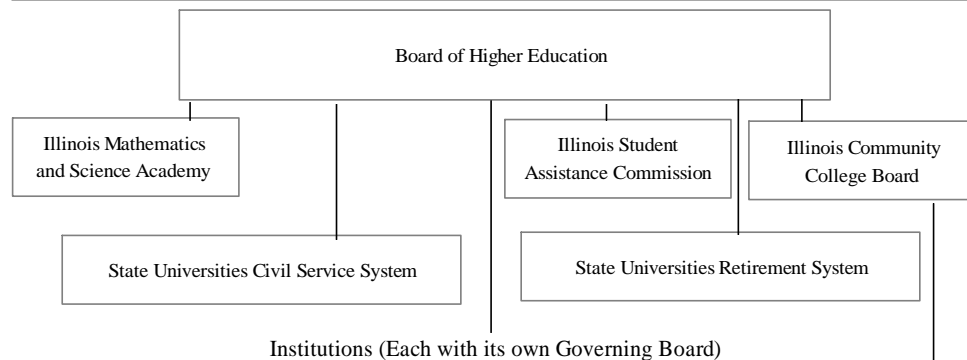 Board of Higher Education
Illinois Mathematics
and Science Academy
Illinois Student
Assistance Commission
Illinois Community
College Board
State Universities Civil Service System
State Universities Retirement System
Institutions (Each with its own Governing Board)